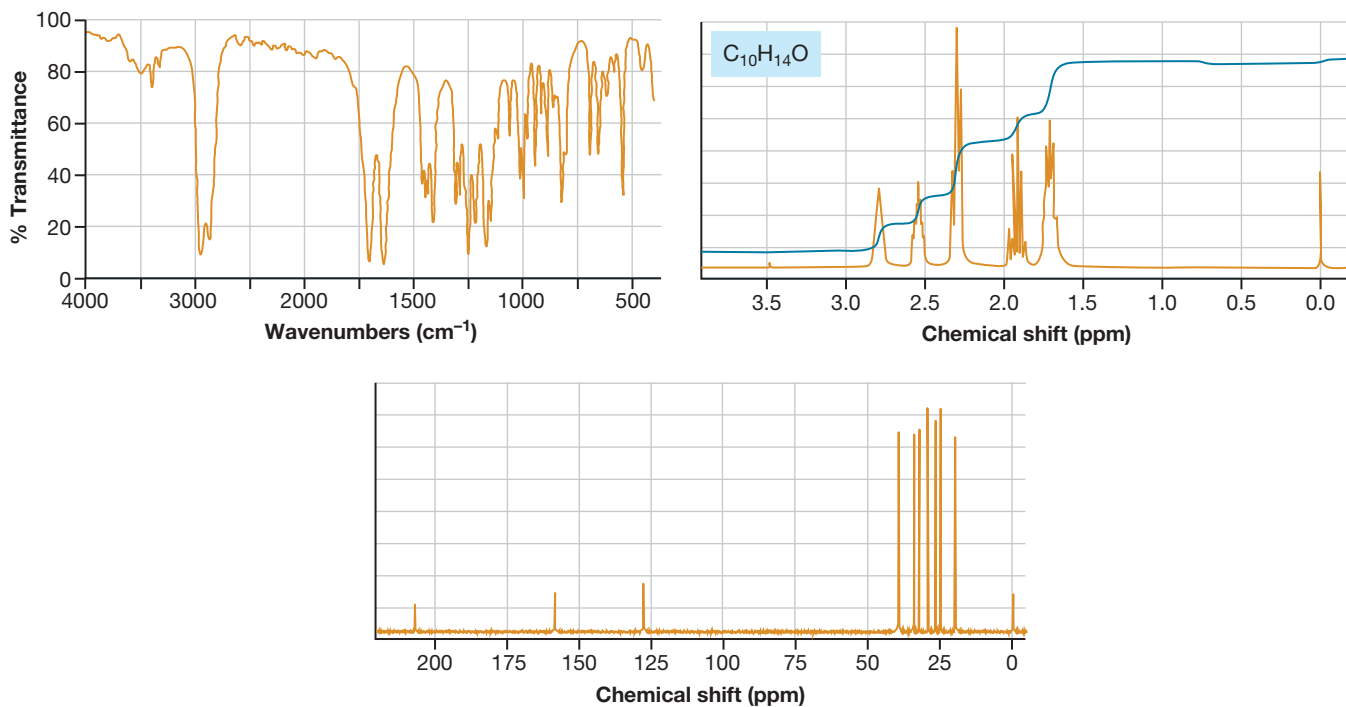 100
80
60
40
20
0
% Transmittance
4000 3000 2000 1500 1000 500
Wavenumbers (cm⁻¹)
C₁₀H₁₄O
3.5 3.0 2.5 2.0 1.5 1.0 0.5 0.0
Chemical shift (ppm)
200 175 150 125 100 75 50 25 0
Chemical shift (ppm)